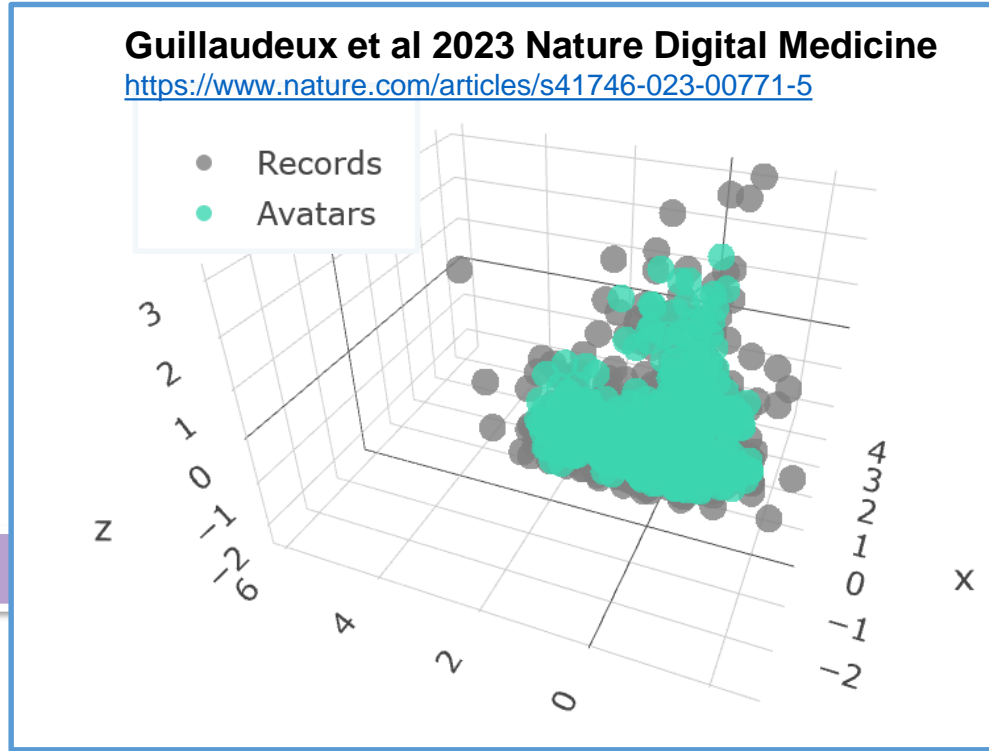 Guillaudeux et al 2023 Nature Digital Medicine
https://www.nature.com/articles/s41746-023-00771-5
Records
Avatars
3
2
1
0
−1
−2
z
6
4
2
0
4
3
2
1
0
−1
−2
x